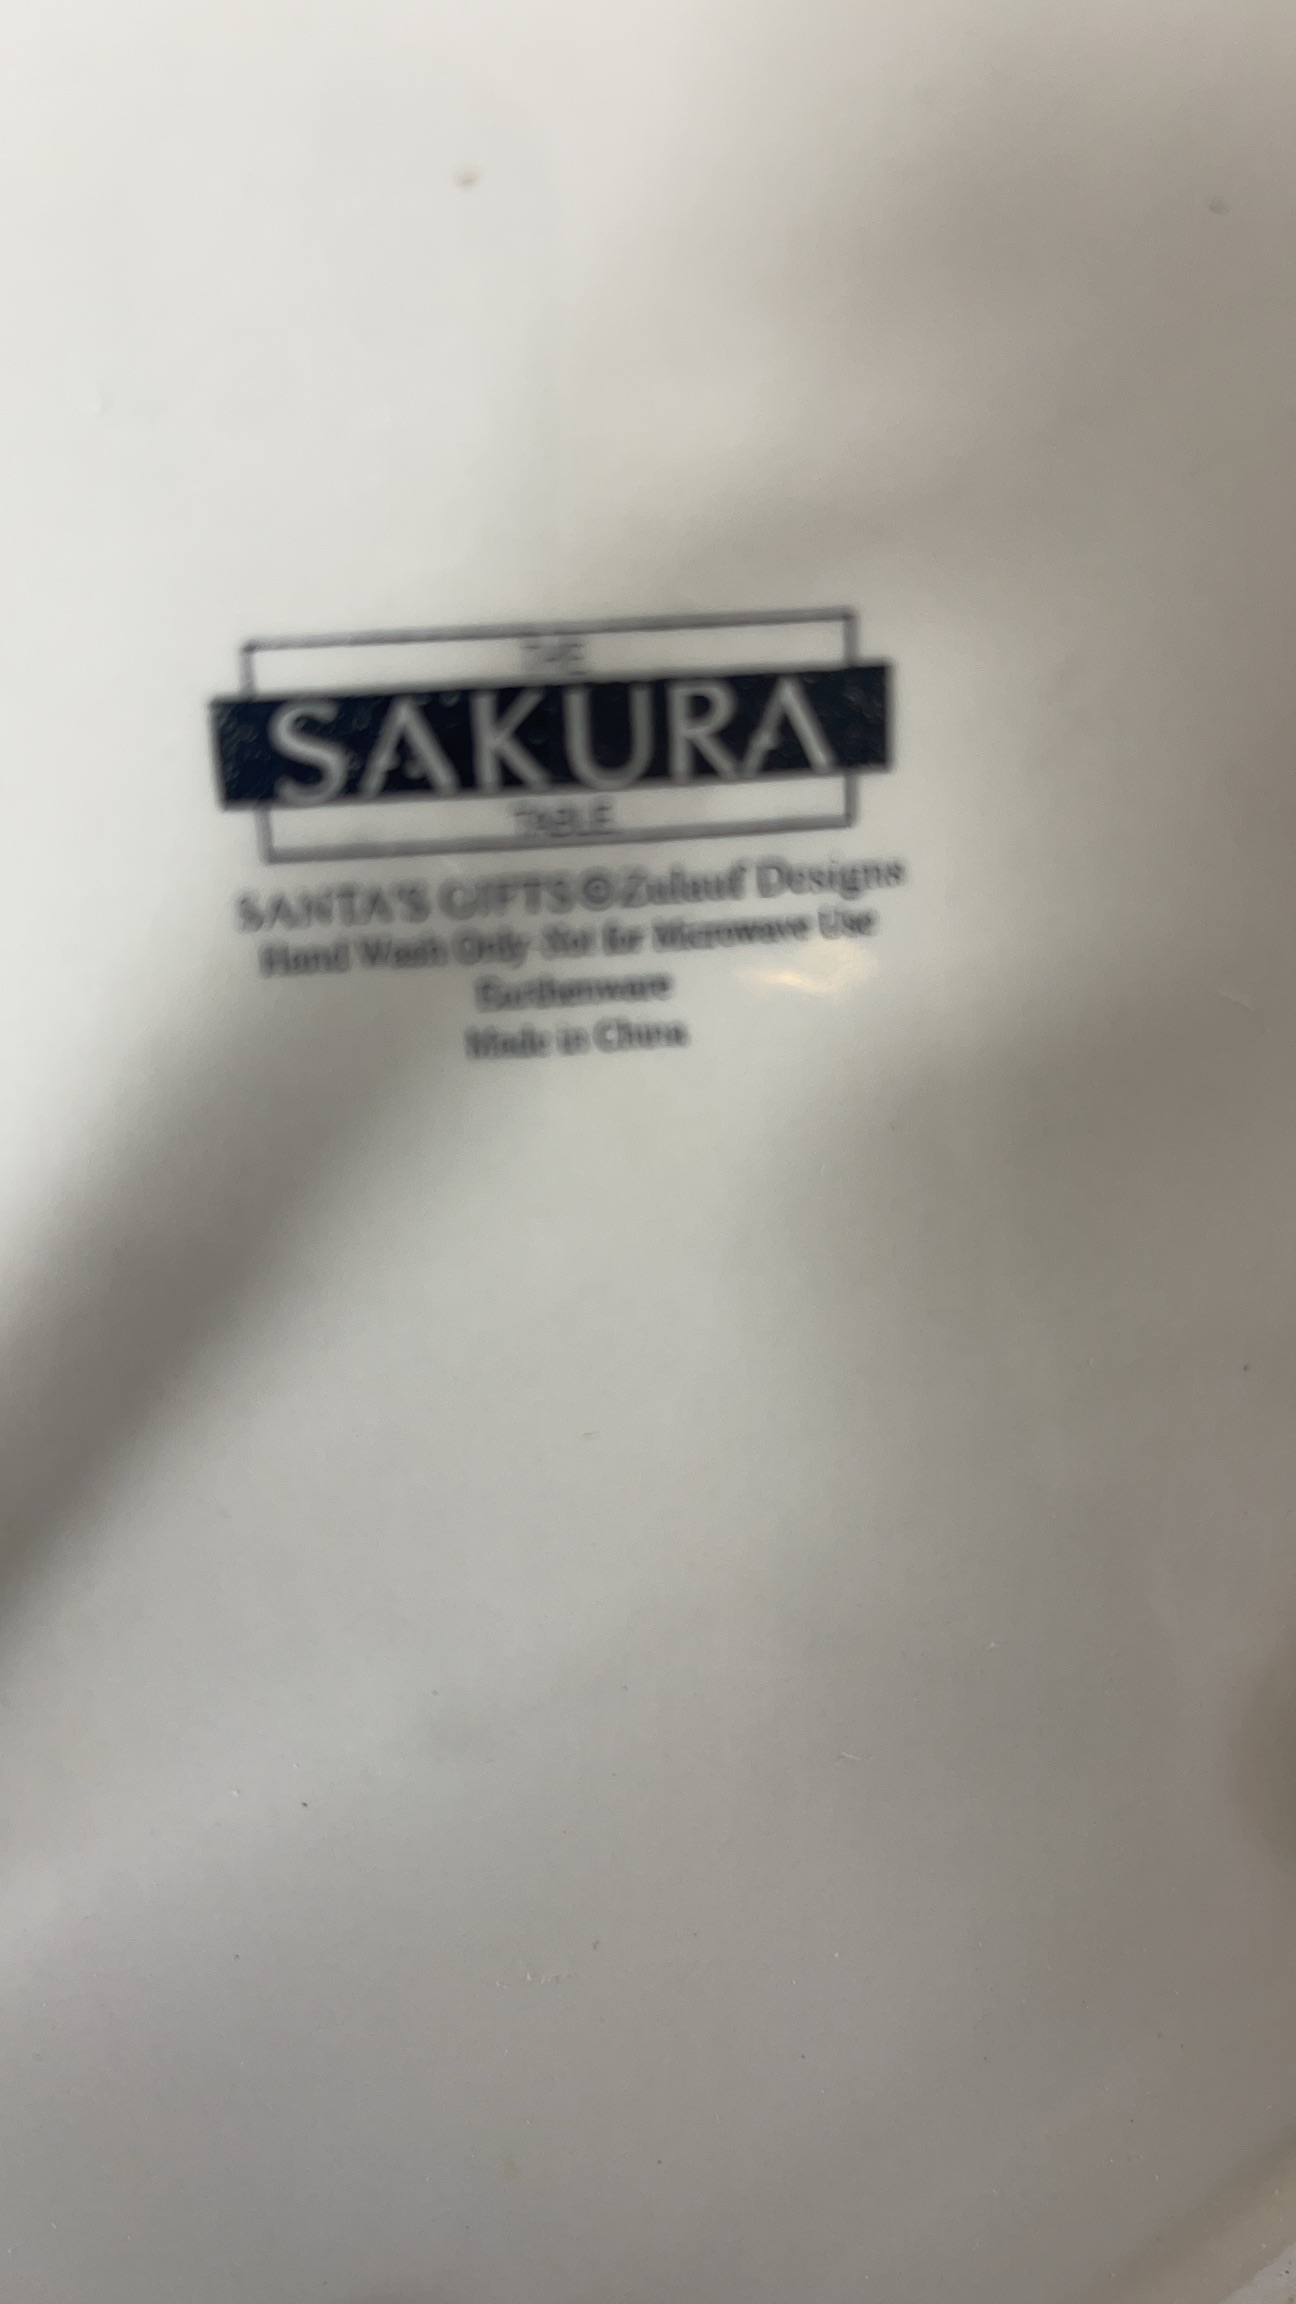 THE
SAKURA
TABLE
SANTA'S GIFTS © Zulauf Designs
Hand Wash Only Not for Microwave Use
Earthenware
Made in China